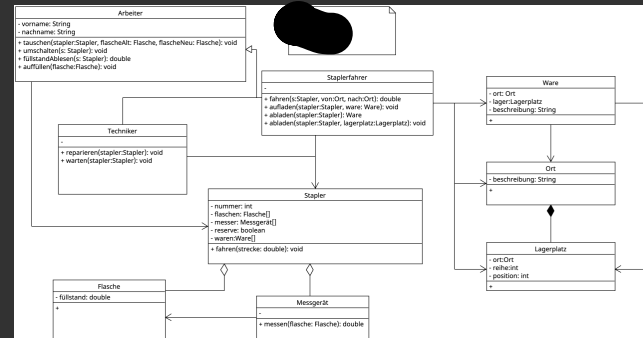 Arbeiter
- vorname: String
- nachname: String
+ tauschen(stapler:Stapler, flascheAlt: Flasche, flascheNeu: Flasche): void
+ umschalten(s: Stapler): void
+ füllstandAblesen(s: Stapler): double
+ auffüllen(flasche:Flasche): void
Staplerfahrer
-
+ fahren(s:Stapler, von:Ort, nach:Ort): double
+ aufladen(stapler:Stapler, ware: Ware): void
+ abladen(stapler:Stapler): Ware
+ abladen(stapler:Stapler, lagerplatz:Lagerplatz): void
Ware
- ort: Ort
- lager:Lagerplatz
- beschreibung: String
+
Techniker
-
+ reparieren(stapler:Stapler): void
+ warten(stapler:Stapler): void
Ort
- beschreibung: String
+
Stapler
- nummer: int
- flaschen: Flasche[]
- messer: Messgerät[]
- reserve: boolean
- waren:Ware[]
+ fahren(strecke: double): void
Lagerplatz
- ort:Ort
- reihe:int
- position: int
+
Flasche
- füllstand: double
+
Messgerät
-
+ messen(flasche: Flasche): double